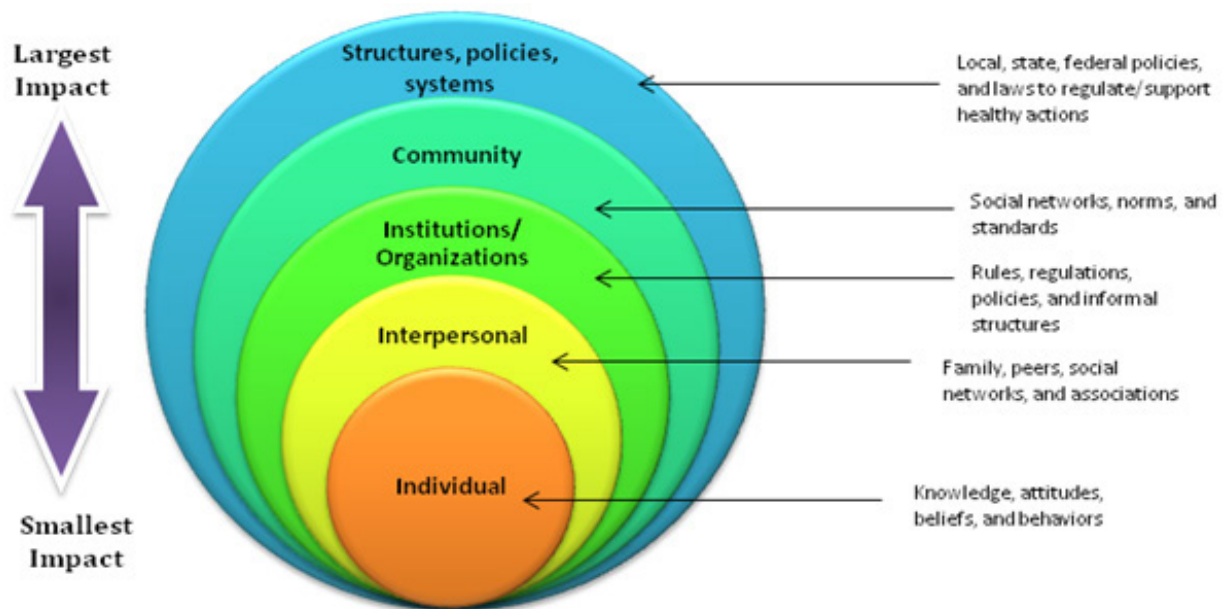 Largest
Impact
Smallest
Impact
Structures, policies,
systems
Community
Institutions/
Organizations
Interpersonal
Individual
Local, state, federal policies,
and laws to regulate/support
healthy actions
Social networks, norms, and
standards
Rules, regulations,
policies, and informal
structures
Family, peers, social
networks, and associations
Knowledge, attitudes,
beliefs, and behaviors